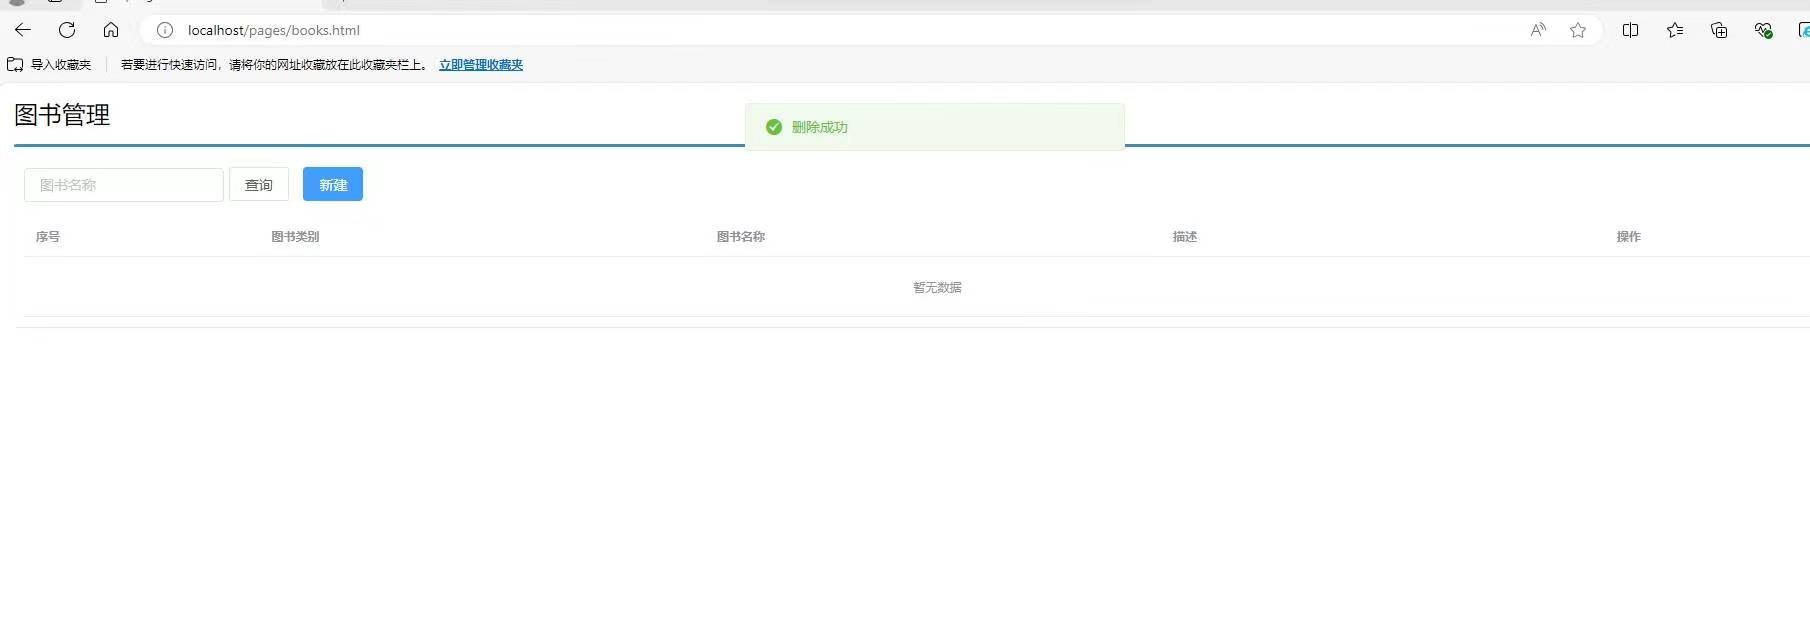 localhost/pages/books.html
导入收藏夹 若要进行快速访问，请将你的网址收藏放在此收藏夹栏上。 立即管理收藏夹
图书管理
删除成功
图书名称 查询 新建
序号 图书类别 图书名称 描述 操作
暂无数据